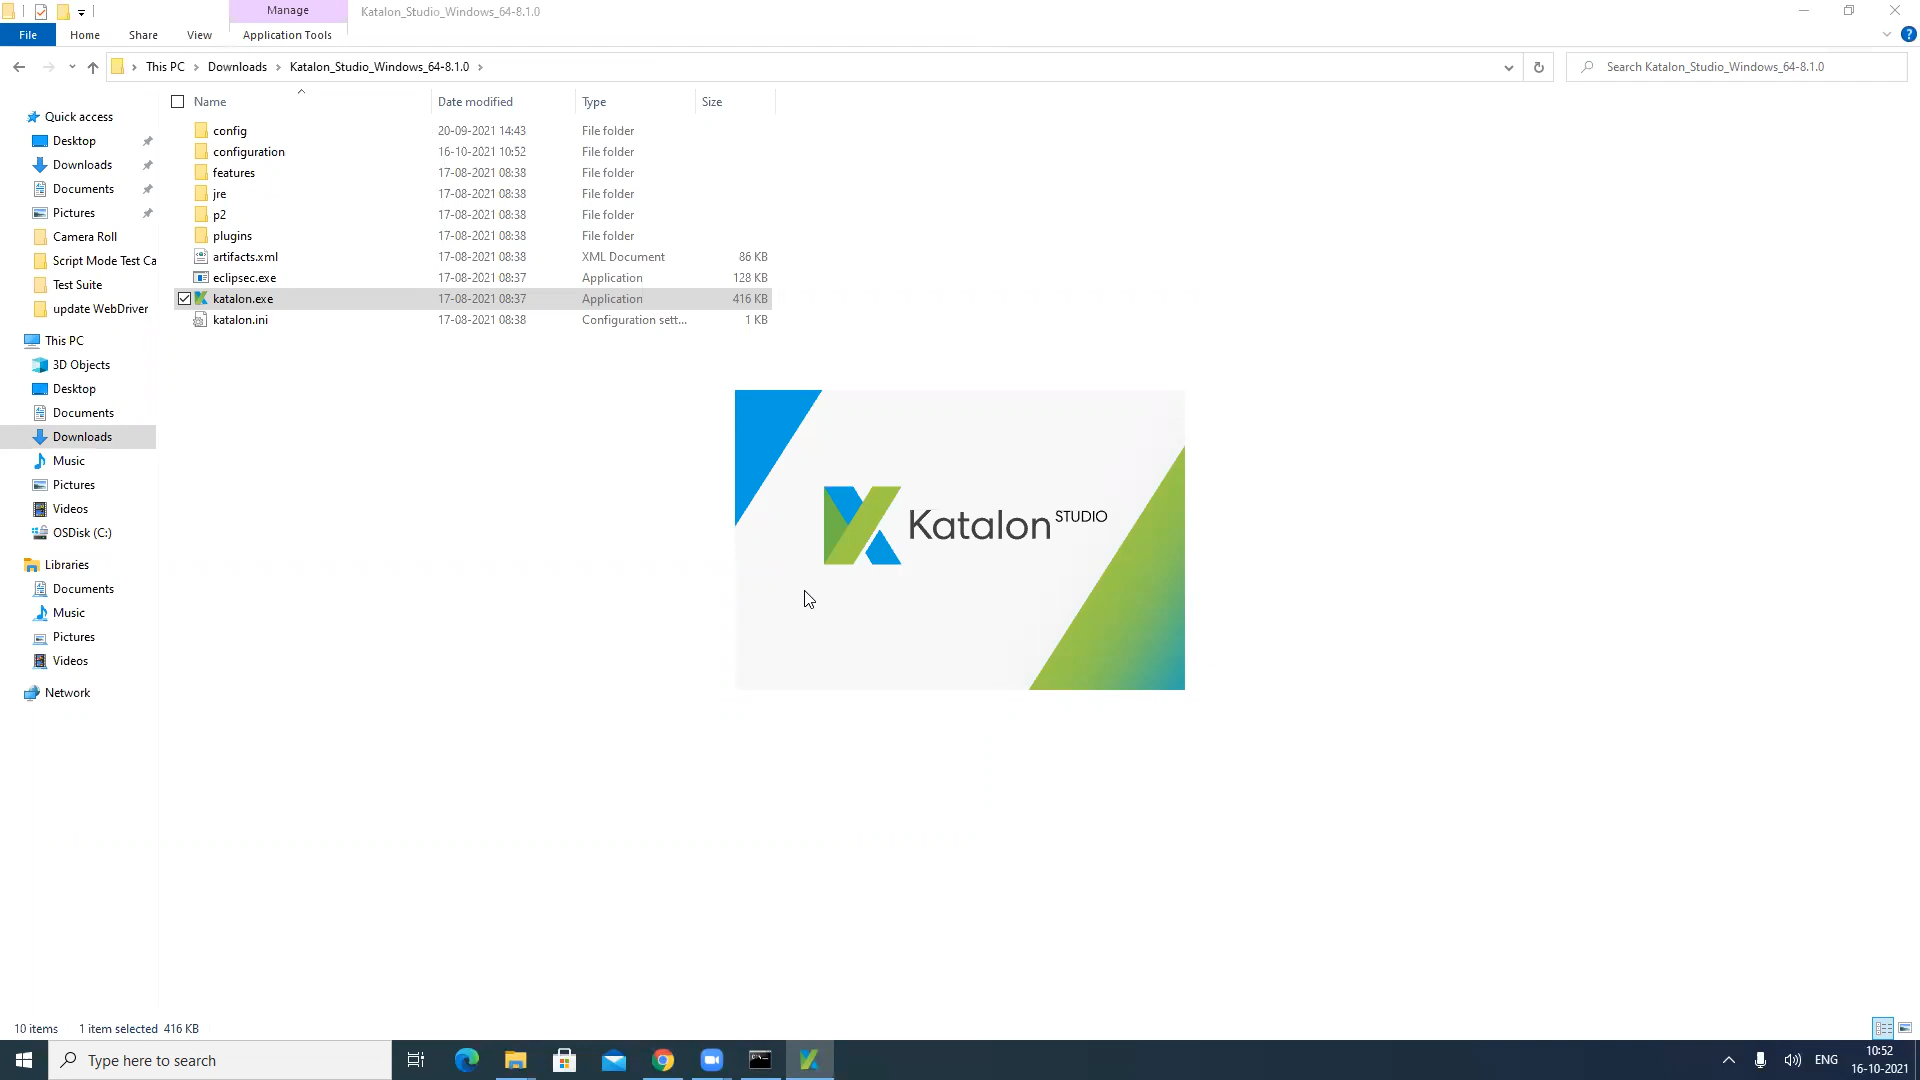 Manage
Katalon_Studio_Windows_64-8.1.0
File
Home
Share
View
Application Tools
This PC
Downloads
Katalon_Studio_Windows_64-8.1.0
Search Katalon_Studio_Windows_64-8.1.0
Name
Date modified
Type
Size
config 20-09-2021 14:43 File folder
configuration 16-10-2021 10:52 File folder
features 17-08-2021 08:38 File folder
jre 17-08-2021 08:38 File folder
p2 17-08-2021 08:38 File folder
plugins 17-08-2021 08:38 File folder
artifacts.xml 17-08-2021 08:38 XML Document 86 KB
eclipsec.exe 17-08-2021 08:37 Application 128 KB
katalon.exe 17-08-2021 08:37 Application 416 KB
katalon.ini 17-08-2021 08:38 Configuration sett... 1 KB
Quick access
Desktop
Downloads
Documents
Pictures
Camera Roll
Script Mode Test Ca
Test Suite
update WebDriver
This PC
3D Objects
Desktop
Documents
Downloads
Music
Pictures
Videos
OSDisk (C:)
Libraries
Documents
Music
Pictures
Videos
Network
Katalon STUDIO
10 items
1 item selected 416 KB
Type here to search
ENG
10:52
16-10-2021